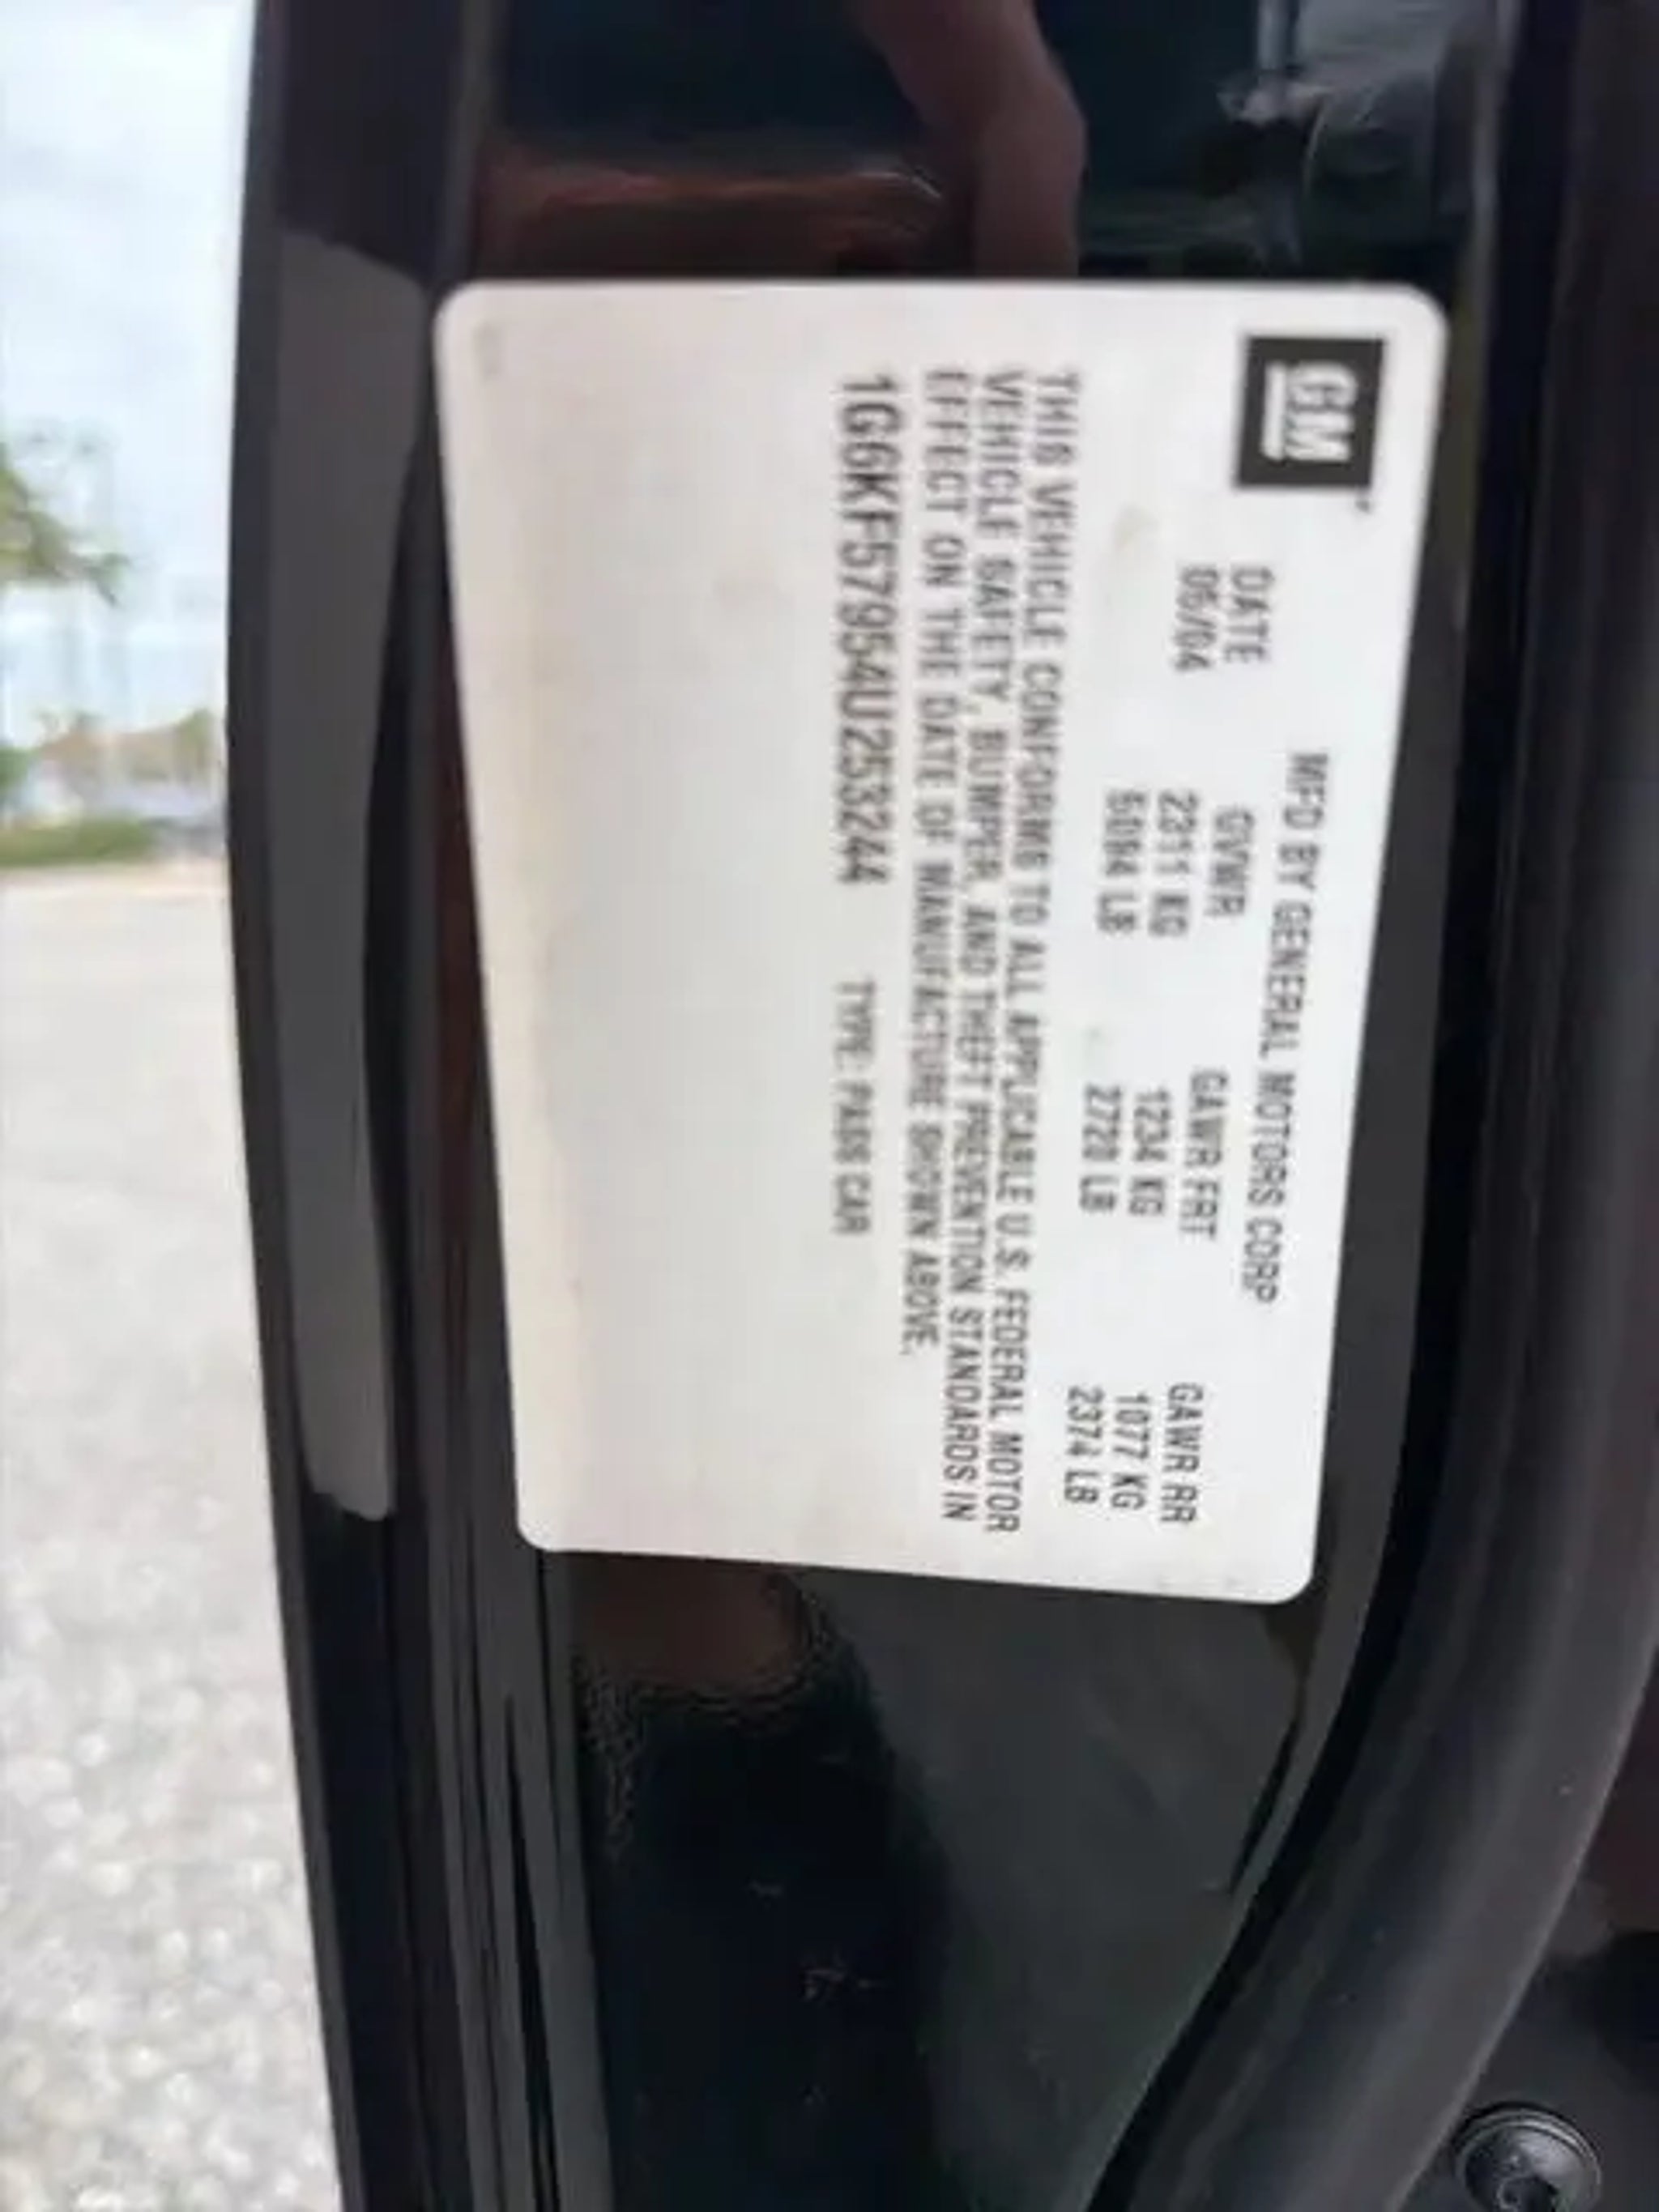 GM
MFD BY GENERAL MOTORS CORP
DATE GVWR GAWR FRT GAWR RR
05/04 2311 KG 1234 KG 1077 KG
5094 LB 2720 LB 2374 LB
THIS VEHICLE CONFORMS TO ALL APPLICABLE U.S. FEDERAL MOTOR
VEHICLE SAFETY, BUMPER, AND THEFT PREVENTION STANDARDS IN
EFFECT ON THE DATE OF MANUFACTURE SHOWN ABOVE.
1G6KF57954U253244 TYPE: PASS CAR